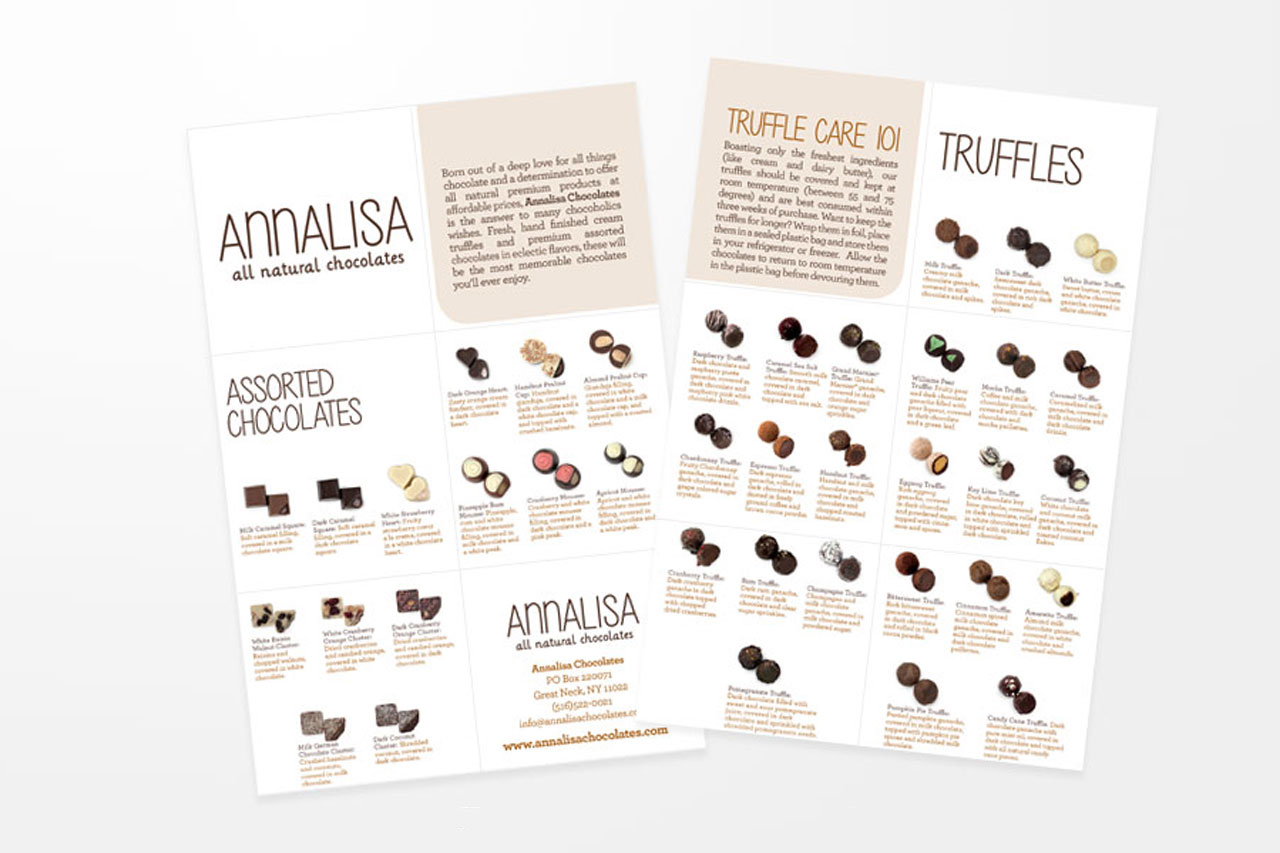 ANNALISA
all natural chocolates
Born out of a deep love for all things
chocolate and a determination to offer
all natural premium products at
affordable prices, Annalisa Chocolates
is the answer to many chocoholics
wishes. Fresh, hand finished cream
truffles and premium assorted
chocolates in eclectic flavors, these will
be the most memorable chocolates
you'll ever enjoy.
ASSORTED
CHOCOLATES
Milk Caramel Square:
Soft caramel filling,
covered in a milk
chocolate square.
Dark Caramel
Square: Soft caramel
filling, covered in a
dark chocolate
square.
White Strawberry
Heart: Fruity
strawberry creme
a la creme, covered
in a white chocolate
heart.
Dark Orange Heart:
Zesty orange cream
covered in
a dark chocolate
heart.
Hazelnut Praline
Cup: Hazelnut
gianduja, covered in
dark chocolate and a
white chocolate cup,
and topped with
crushed hazelnuts.
Almond Praline Cup:
Gianduja filling,
covered in white
chocolate and a milk
chocolate cup, and
topped with a roasted
almond.
Pineapple Rum
Mousse: Pineapple,
rum and white
chocolate mousse
filling, covered in
milk chocolate and
a white peak.
Cranberry Mousse:
Cranberry and white
chocolate mousse
filling, covered in
dark chocolate and a
pink peak.
Apricot Mousse:
Apricot and white
chocolate mousse
filling, covered in
dark chocolate and
a white peak.
White Raisin
Walnut Cluster:
Raisins and
chopped walnuts,
covered in white
chocolate.
White Cranberry
Orange Cluster:
Dried cranberries
and candied orange,
covered in white
chocolate.
Dark Cranberry
Orange Cluster:
Dried cranberries
and candied orange,
covered in dark
chocolate.
Milk German
Chocolate Cluster:
Crushed hazelnuts
and coconuts,
covered in milk
chocolate.
Dark Coconut
Cluster: Shredded
coconut, covered in
dark chocolate.
ANNALISA
all natural chocolates
Annalisa Chocolates
PO Box 220071
Great Neck, NY 11022
(516)522-0021
info@annalisachocolates.co
www.annalisachocolates.com
TRUFFLE CARE 101
Boasting only the freshest ingredients
(like cream and dairy butter), our
truffles should be covered and kept at
room temperature (between 55 and 75
degrees) and are best consumed within
three weeks of purchase. Want to keep the
truffles for longer? Wrap them in foil, place
them in a sealed plastic bag and store them
in your refrigerator or freezer. Allow the
chocolates to return to room temperature
in the plastic bag before devouring them.
TRUFFLES
Milk Truffle:
Creamy milk
chocolate ganache,
covered in milk
chocolate and spikes.
Dark Truffle:
Semisweet dark
chocolate ganache,
covered in rich dark
chocolate and
spikes.
White Butter Truffle:
Sweet butter, cream
and white chocolate
ganache, covered in
white chocolate.
Raspberry Truffle:
Dark chocolate and
raspberry puree
ganache, covered in
dark chocolate and
raspberry pink white
chocolate drizzle.
Caramel Sea Salt
Truffle: Smooth milk
chocolate caramel,
covered in dark
chocolate and
topped with sea salt.
Grand Marnier®
Truffle: Grand
Marnier® ganache,
covered in dark
chocolate and
orange sugar
sprinkles.
Williams Pear
Truffle: Fruity pear
and dark chocolate
ganache filled with
pear liqueur, covered
in dark chocolate
and a green leaf.
Mocha Truffle:
Coffee and milk
chocolate ganache,
covered with dark
chocolate and
mocha paillettes.
Caramel Truffle:
Caramelized milk
ganache, covered in
milk chocolate and
dark chocolate
drizzle.
Chardonnay Truffle:
Fruity Chardonnay
ganache, covered in
dark chocolate and
grape colored sugar
crystals.
Espresso Truffle:
Dark espresso
ganache, rolled in
dark chocolate and
dusted in finely
ground coffee and
brown cocoa powder.
Hazelnut Truffle:
Hazelnut and milk
chocolate ganache,
covered in milk
chocolate and
chopped roasted
hazelnuts.
Eggnog Truffle:
Rich eggnog
ganache, covered
in dark chocolate
and powdered sugar,
topped with
spices and sugar.
Key Lime Truffle:
Dark chocolate key
lime ganache, covered
in dark chocolate, rolled
in white chocolate and
topped with sprinkled
dark chocolate.
Coconut Truffle:
White coconut
ganache, covered in
dark chocolate and
toasted coconut
flakes.
Cranberry Truffle:
Dark cranberry
ganache in dark
chocolate topped
with chopped
dried cranberries.
Rum Truffle:
Dark rum ganache,
covered in dark
chocolate and clear
sugar sprinkles.
Champagne Truffle:
Champagne and
milk chocolate
ganache, covered in
milk chocolate and
powdered sugar.
Bittersweet Truffle:
Dark bittersweet
ganache, covered in
dark chocolate
and rolled in black
cocoa powder.
Cinnamon Truffle:
Cinnamon spiced
milk chocolate
ganache, covered in
milk chocolate and
paillettes.
Amaretto Truffle:
Almond milk
chocolate ganache,
covered in white
chocolate and
crushed almonds.
Pomegranate Truffle:
Dark chocolate filled with
sweet and sour pomegranate
juice, covered in dark
chocolate and sprinkled with
shredded pomegranate seeds.
Pumpkin Pie Truffle:
Pureed pumpkin ganache,
covered in milk chocolate,
topped with pumpkin pie
spices and shredded milk
chocolate.
Candy Cane Truffle: Dark
chocolate ganache with
pure mint oil, covered in
dark chocolate and topped
with all natural candy
cane pieces.